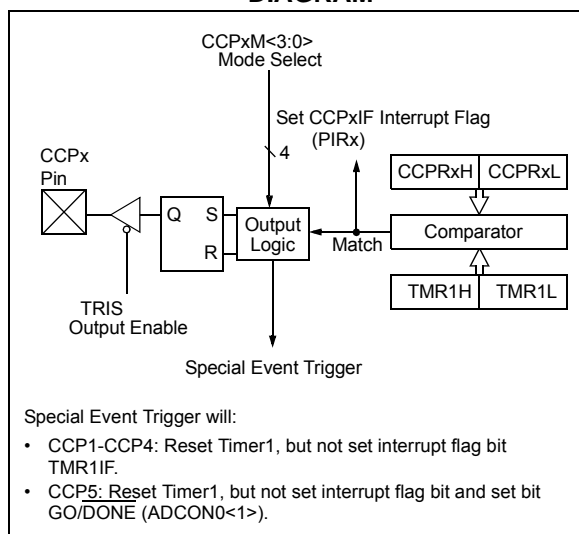 DIAGRAM
CCPxM<3:0>
Mode Select
Set CCPxIF Interrupt Flag
(PIRx)
4
CCPx
Pin
CCPRxH CCPRxL
Q S
R
Output
Logic
Match
Comparator
TMR1H TMR1L
TRIS
Output Enable
Special Event Trigger
Special Event Trigger will:
• CCP1-CCP4: Reset Timer1, but not set interrupt flag bit
TMR1IF.
• CCP5: Reset Timer1, but not set interrupt flag bit and set bit
GO/DONE (ADCON0<1>).